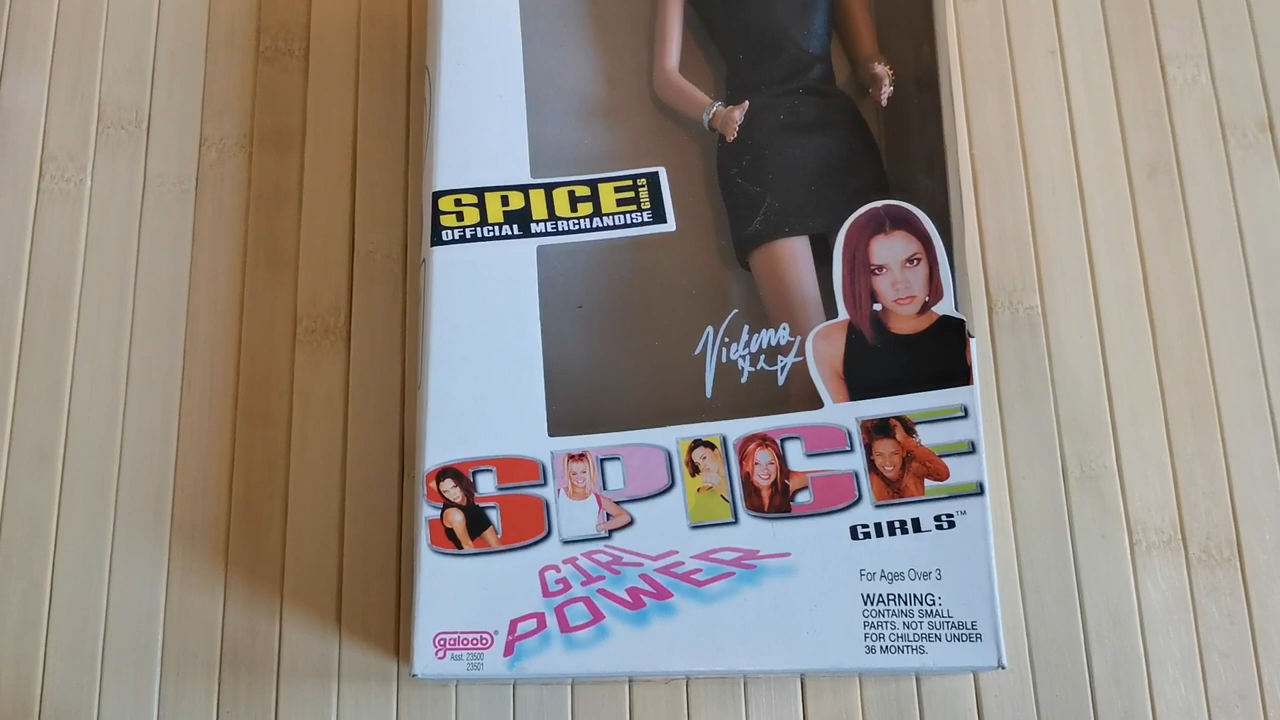 SPICE GIRLS
OFFICIAL MERCHANDISE
Victoria
SPICE
GIRLS™
GIRL
POWER
For Ages Over 3
WARNING:
CONTAINS SMALL
PARTS. NOT SUITABLE
FOR CHILDREN UNDER
36 MONTHS.
galoob®
Asst. 23500
23501